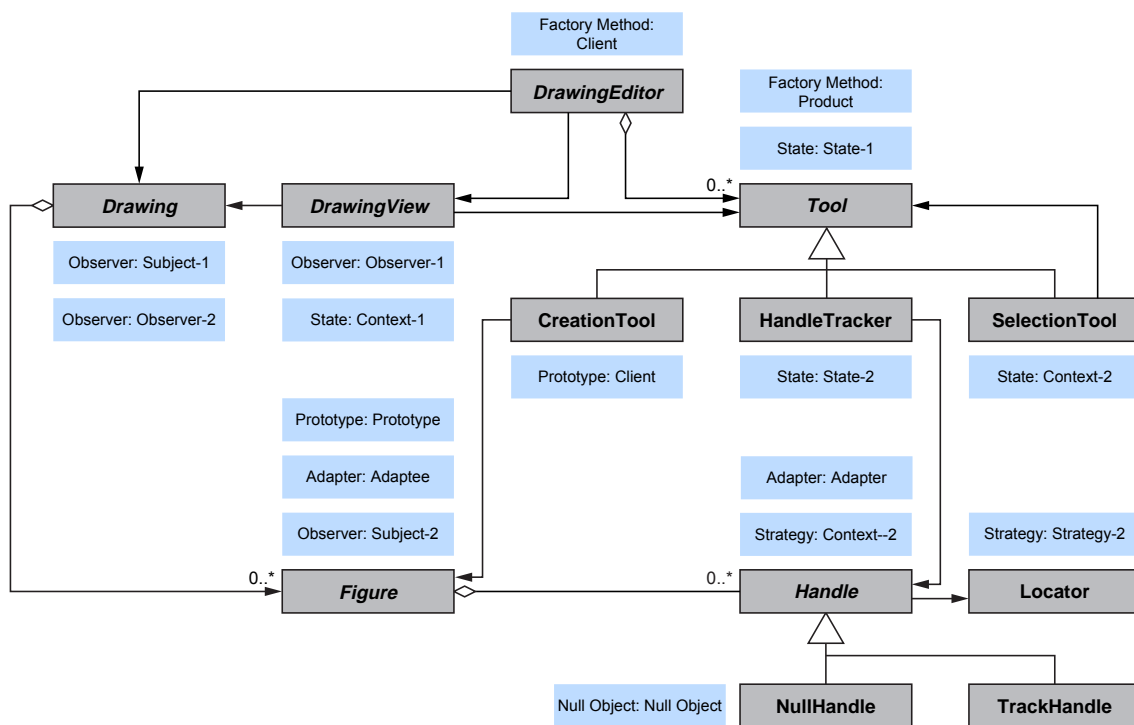 Factory Method:
Client
DrawingEditor
Factory Method:
Product
State: State-1
0..*
Drawing
DrawingView
Tool
Observer: Subject-1
Observer: Observer-1
Observer: Observer-2
State: Context-1
CreationTool
HandleTracker
SelectionTool
Prototype: Client
State: State-2
State: Context-2
Prototype: Prototype
Adapter: Adaptee
Adapter: Adapter
Observer: Subject-2
Strategy: Context--2
Strategy: Strategy-2
0..*
0..*
Figure
Handle
Locator
Null Object: Null Object
NullHandle
TrackHandle